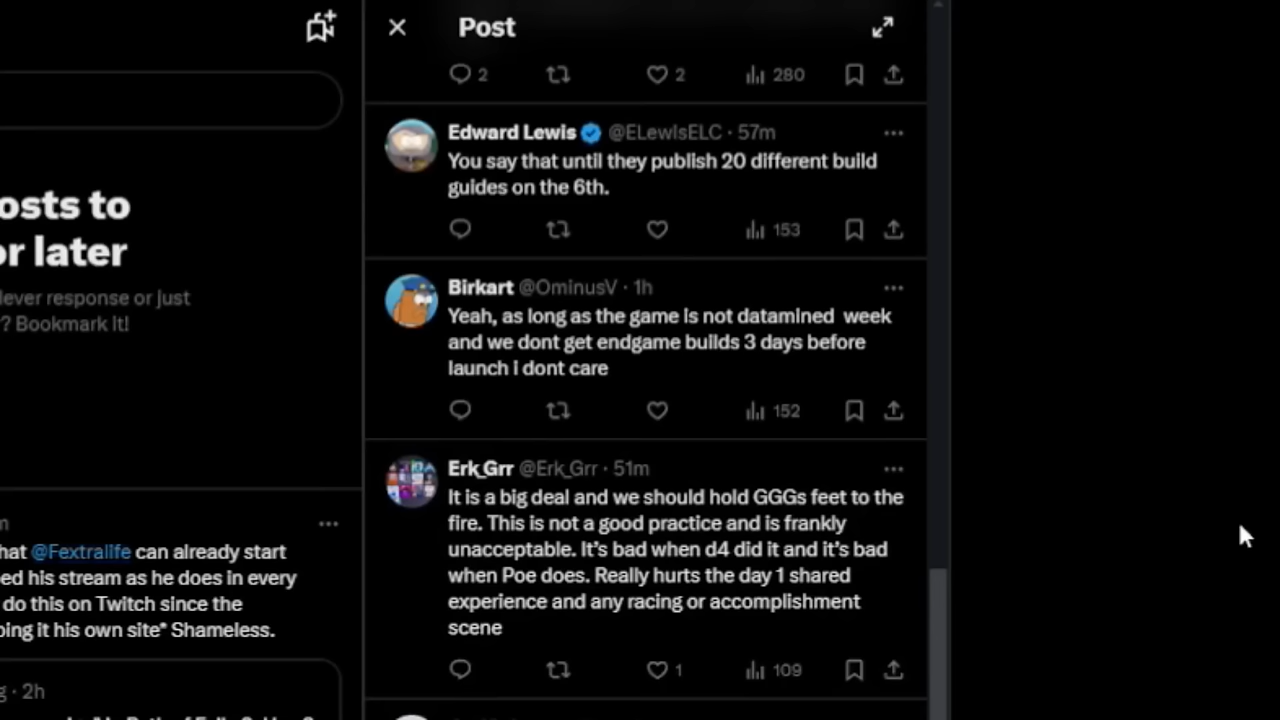 Post
2 2 280
Edward Lewis @ELewisELC · 57m
You say that until they publish 20 different build
guides on the 6th.
153
osts to
or later
lever response or just
? Bookmark it!
Birkart @OminusV · 1h
Yeah, as long as the game is not datamined week
and we dont get endgame builds 3 days before
launch i dont care
152
Erk_Grr @Erk_Grr · 51m
It is a big deal and we should hold GGGs feet to the
fire. This is not a good practice and is frankly
unacceptable. It's bad when d4 did it and it's bad
when Poe does. Really hurts the day 1 shared
experience and any racing or accomplishment
scene
1 109
m
hat @Fextralife can already start
ed his stream as he does in every
do this on Twitch since the
ping it his own site* Shameless.
g · 2h